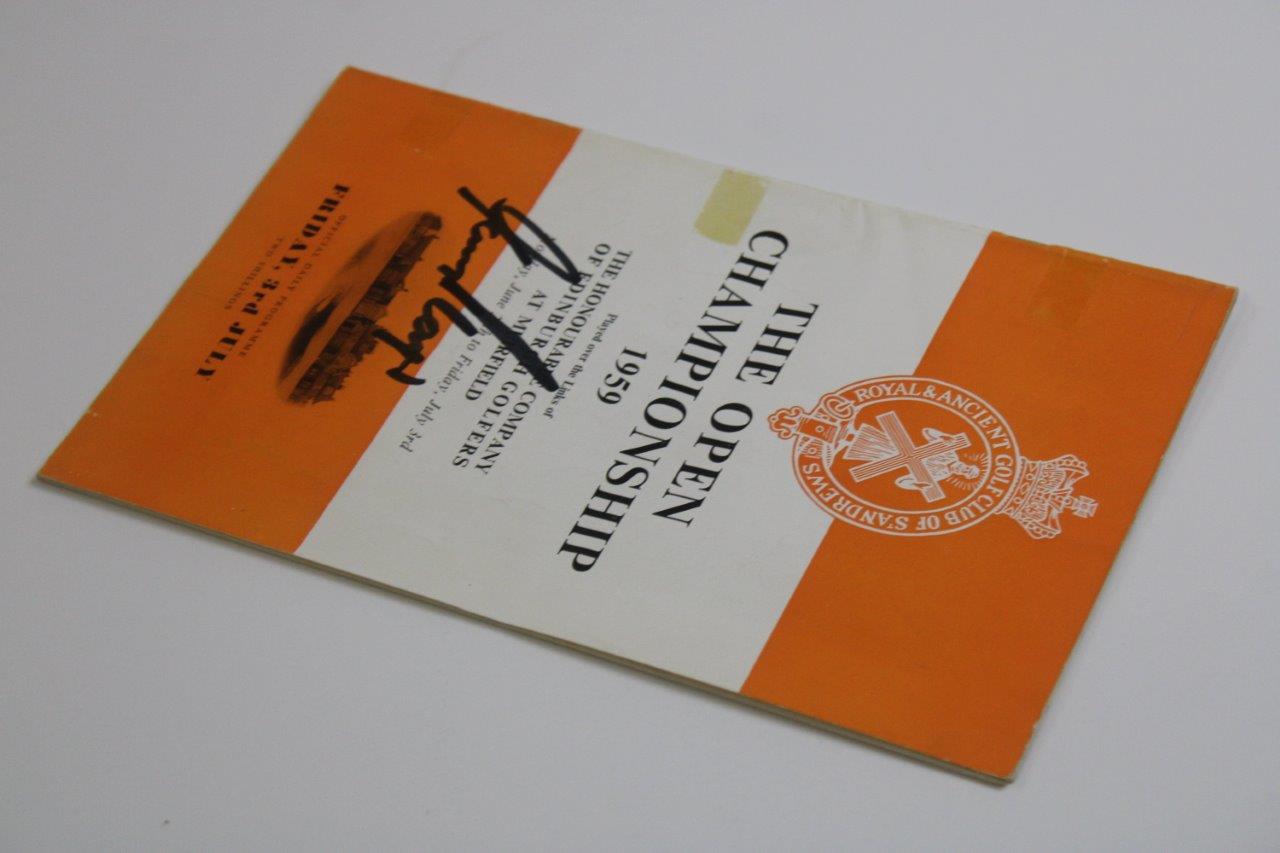 ROYAL & ANCIENT GOLF CLUB OF ST ANDREWS
THE OPEN
CHAMPIONSHIP
1959
Played over the Links of
THE HONOURABLE COMPANY
OF EDINBURGH GOLFERS
AT MUIRFIELD
June to Friday, July 3rd
OFFICIAL DAILY PROGRAMME
FRIDAY, 3rd JULY
TWO SHILLINGS